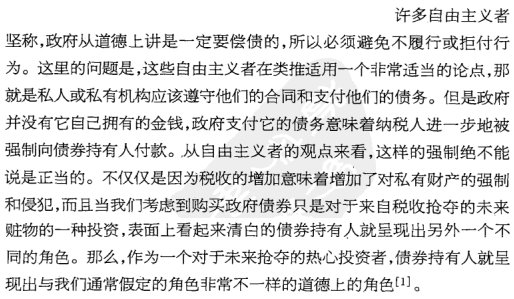 许多自由主义者
坚称,政府从道德上讲是一定要偿债的,所以必须避免不履行或拒付行
为。这里的问题是,这些自由主义者在类推适用一个非常适当的论点,那
就是私人或私有机构应该遵守他们的合同和支付他们的债务。但是政府
并没有它自己拥有的金钱,政府支付它的债务意味着纳税人进一步地被
强制向债券持有人付款。从自由主义者的观点来看,这样的强制绝不能
说是正当的。不仅仅是因为税收的增加意味着增加了对私有财产的强制
和侵犯,而且当我们考虑到购买政府债券只是对于来自税收抢夺的未来
赃物的一种投资,表面上看起来清白的债券持有人就呈现出另外一个不
同的角色。那么,作为一个对于未来抢夺的热心投资者,债券持有人就呈
现出与我们通常假定的角色非常不一样的道德上的角色[1]。